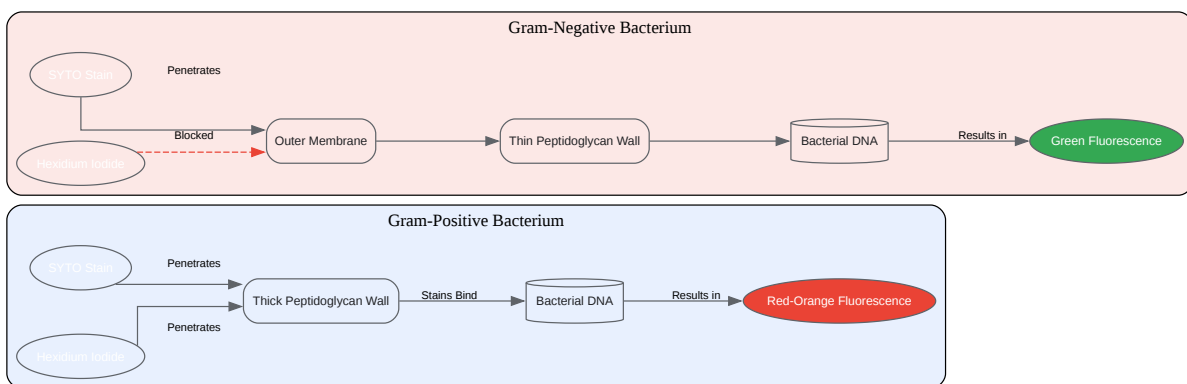 Gram-Negative Bacterium
SYTO Stain
Penetrates
Blocked
Hexidium Iodide
Outer Membrane
Thin Peptidoglycan Wall
Bacterial DNA
Results in
Green Fluorescence
Gram-Positive Bacterium
SYTO Stain
Penetrates
Hexidium Iodide
Penetrates
Thick Peptidoglycan Wall
Stains Bind
Bacterial DNA
Results in
Red-Orange Fluorescence